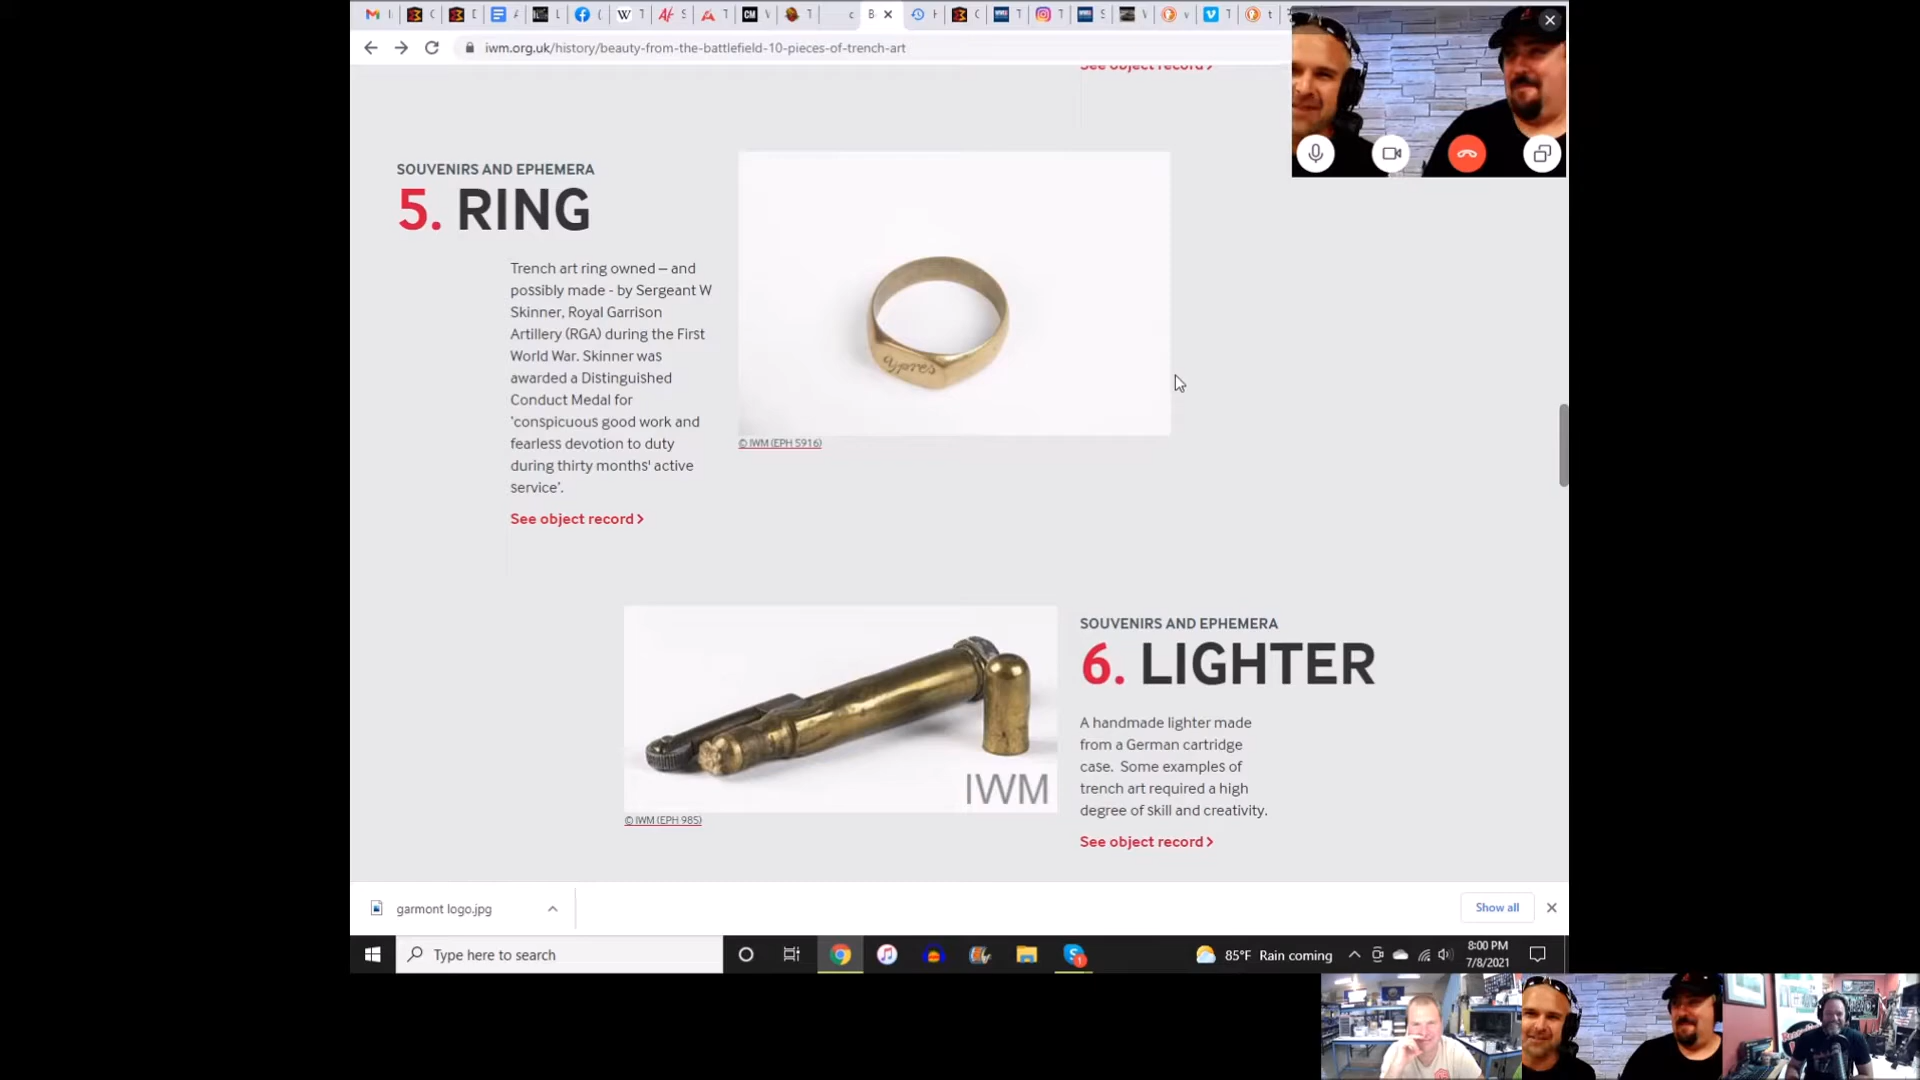 iwm.org.uk/history/beauty-from-the-battlefield-10-pieces-of-trench-art
See object record >
SOUVENIRS AND EPHEMERA
5. RING
Trench art ring owned – and
possibly made - by Sergeant W
Skinner, Royal Garrison
Artillery (RGA) during the First
World War. Skinner was
awarded a Distinguished
Conduct Medal for
'conspicuous good work and
fearless devotion to duty
during thirty months' active
service'.
See object record >
Ypres
© IWM (EPH 5916)
IWM
© IWM (EPH 985)
SOUVENIRS AND EPHEMERA
6. LIGHTER
A handmade lighter made
from a German cartridge
case. Some examples of
trench art required a high
degree of skill and creativity.
See object record >
garmont logo.jpg
Show all
Type here to search
85°F Rain coming
8:00 PM
7/8/2021